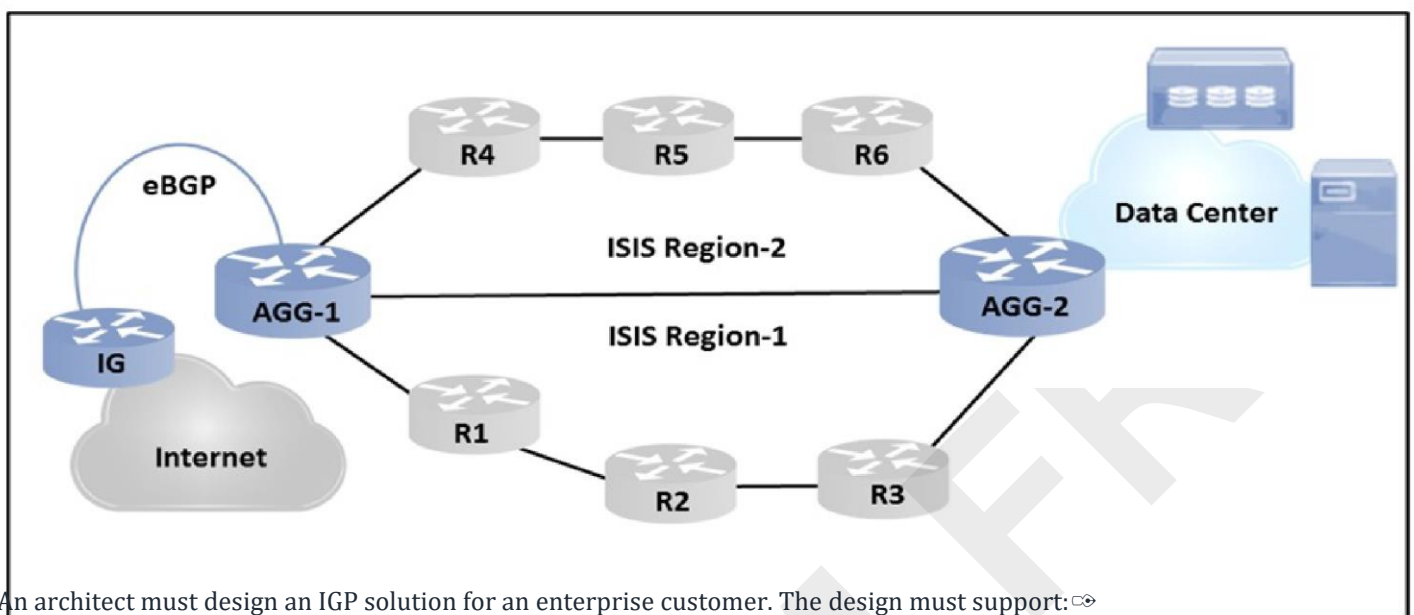 R4
R5
R6
eBGP
Data Center
ISIS Region-2
AGG-1
AGG-2
ISIS Region-1
IG
R1
Internet
R2
R3
An architect must design an IGP solution for an enterprise customer. The design must support: